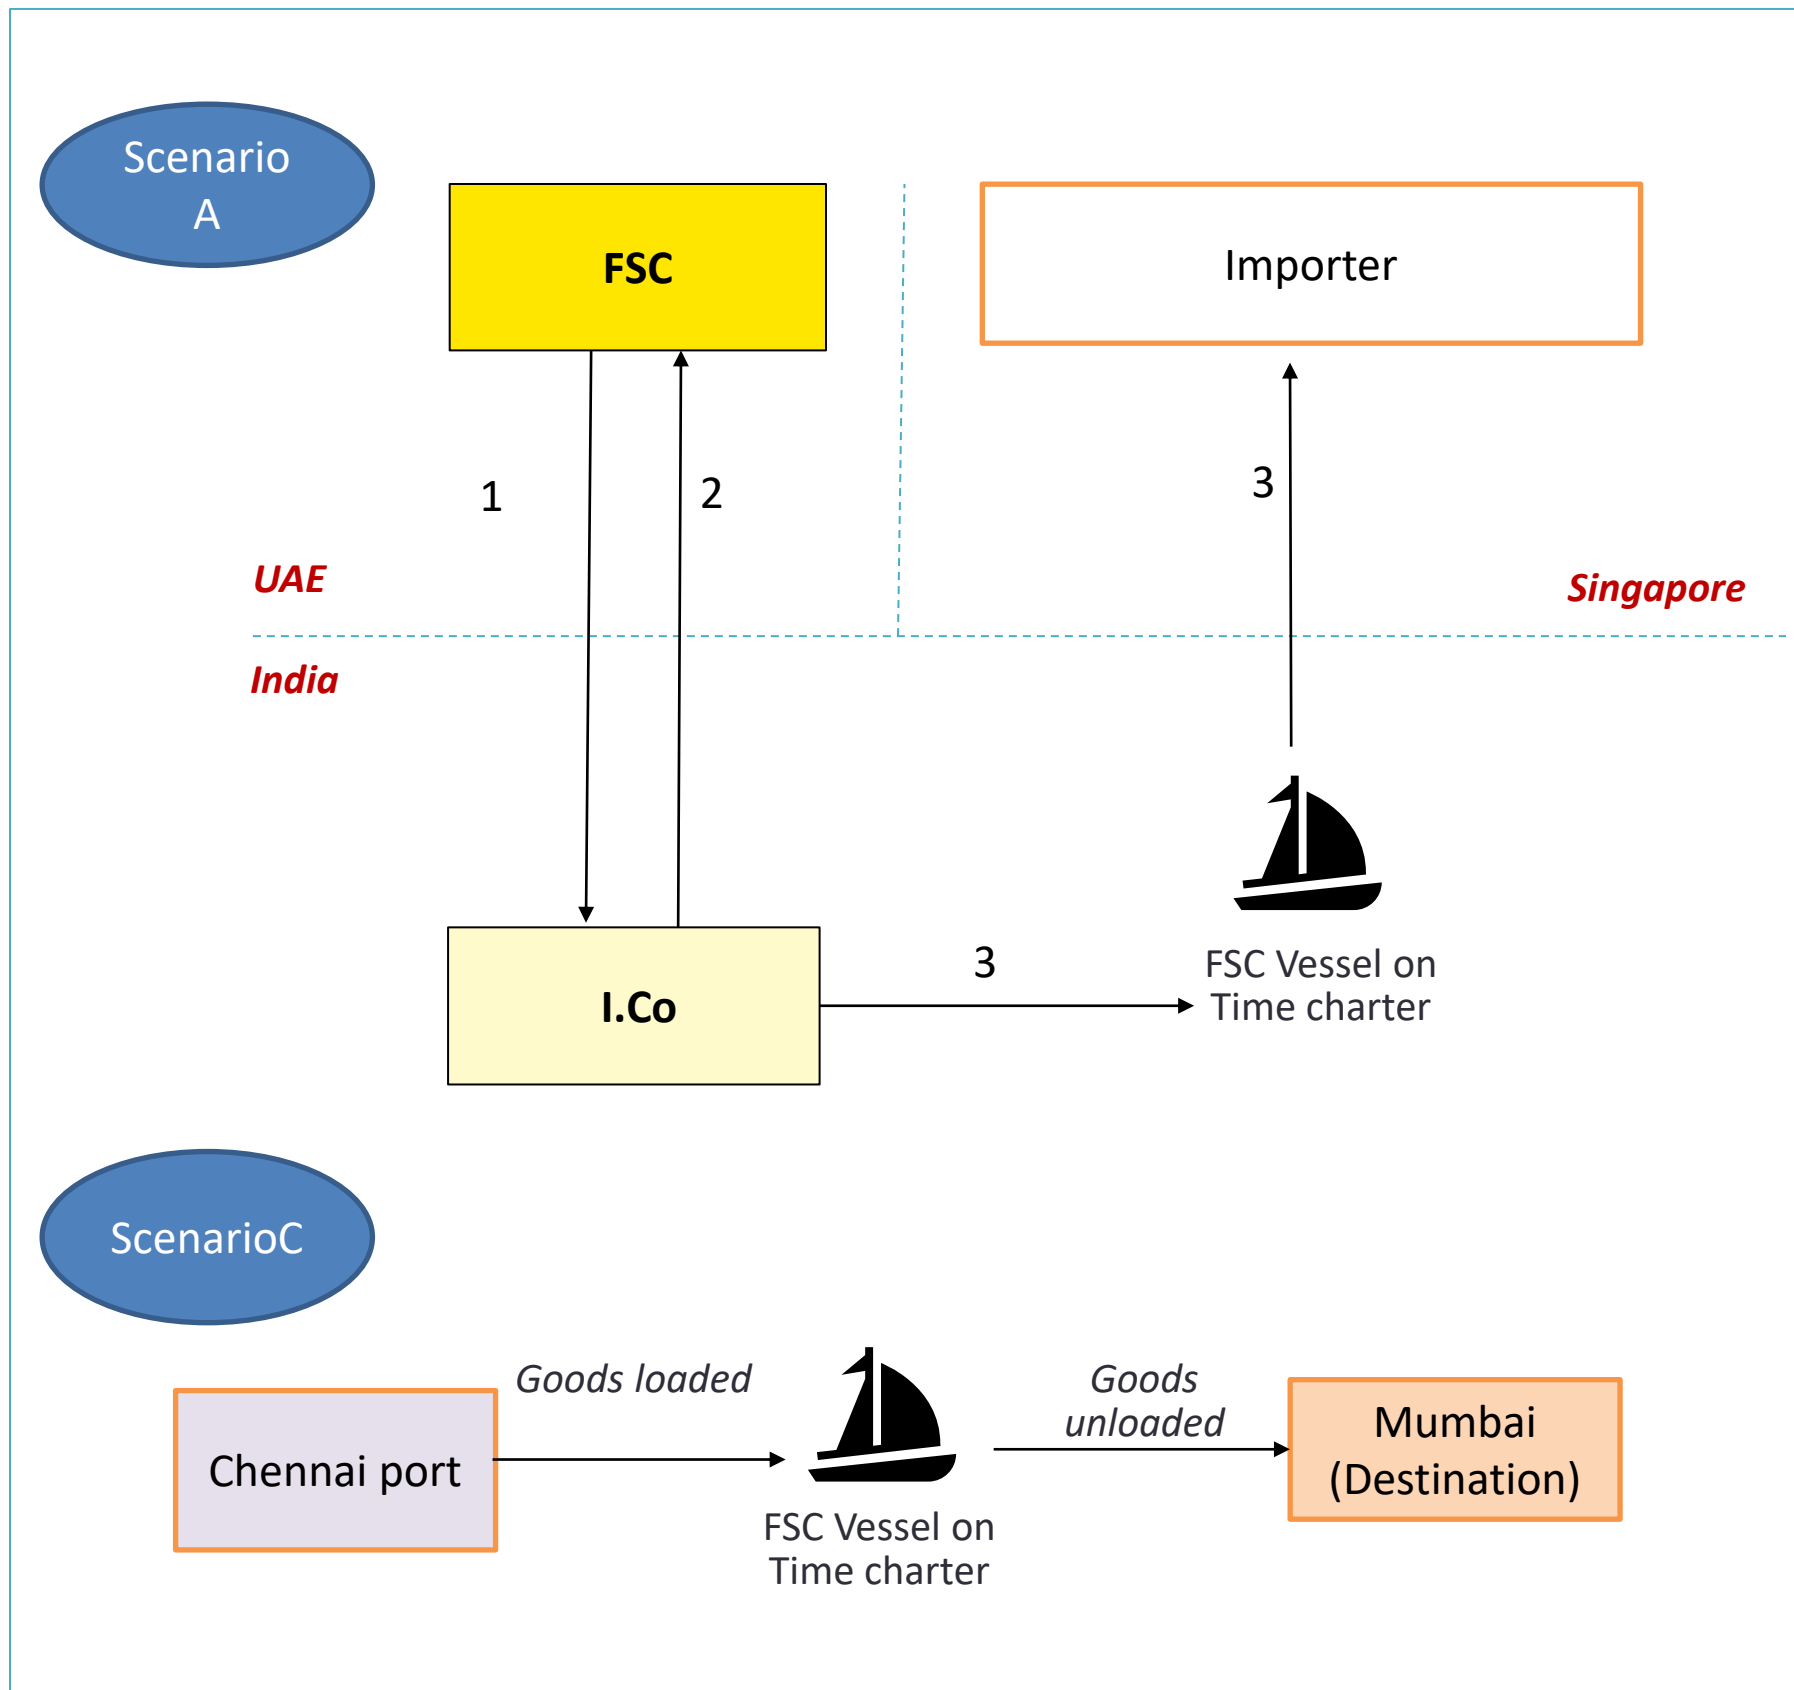 Scenario
A
FSC
Importer
1
2
3
UAE
Singapore
India
I.Co
3
FSC Vessel on
Time charter
ScenarioC
Goods loaded
Goods
unloaded
Chennai port
Mumbai
(Destination)
FSC Vessel on
Time charter